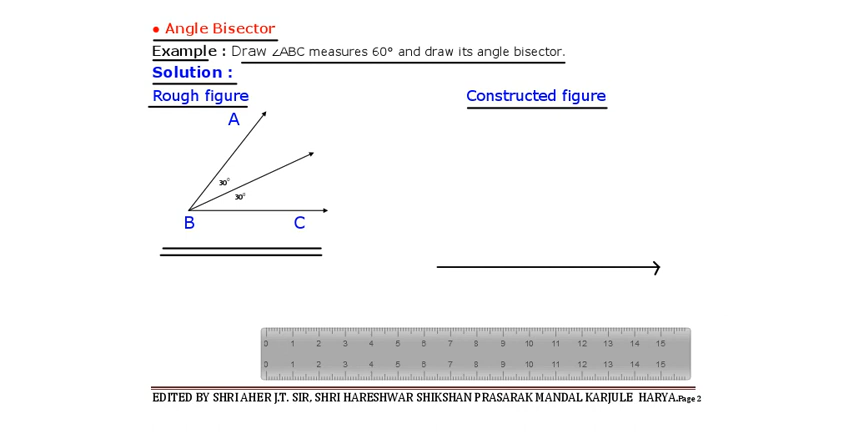 • Angle Bisector
Example : Draw ∠ABC measures 60° and draw its angle bisector.
Solution :
Rough figure
Constructed figure
A
30°
30°
B
C
0 1 2 3 4 5 6 7 8 9 10 11 12 13 14 15
0 1 2 3 4 5 6 7 8 9 10 11 12 13 14 15
EDITED BY SHRI AHER J.T. SIR, SHRI HARESHWAR SHIKSHAN PRASARAK MANDAL KARJULE HARYA.Page 2